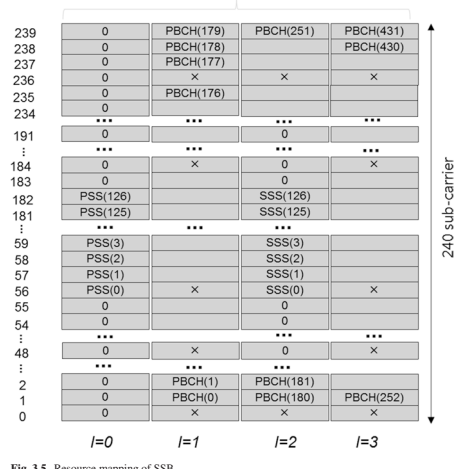 239 0 PBCH(179) PBCH(251) PBCH(431)
238 0 PBCH(178) PBCH(430)
237 0 PBCH(177)
236 0 × × ×
235 0 PBCH(176)
234 0
... ... ... ...
191 0 0
⋮ ... ... ... ...
184 0 × 0 ×
183 0 0
182 PSS(126) SSS(126)
181 PSS(125) SSS(125)
⋮ ... ... ...
59 PSS(3) SSS(3)
58 PSS(2) SSS(2)
57 PSS(1) SSS(1)
56 PSS(0) × SSS(0) ×
55 0 0
54 0 0
⋮ ... ...
48 0 × 0 ×
⋮ ... ... ...
2 0 PBCH(1) PBCH(181)
1 0 PBCH(0) PBCH(180) PBCH(252)
0 0 × × ×
l=0 l=1 l=2 l=3
240 sub-carrier
Fig. 3.5 Resource mapping of SSB